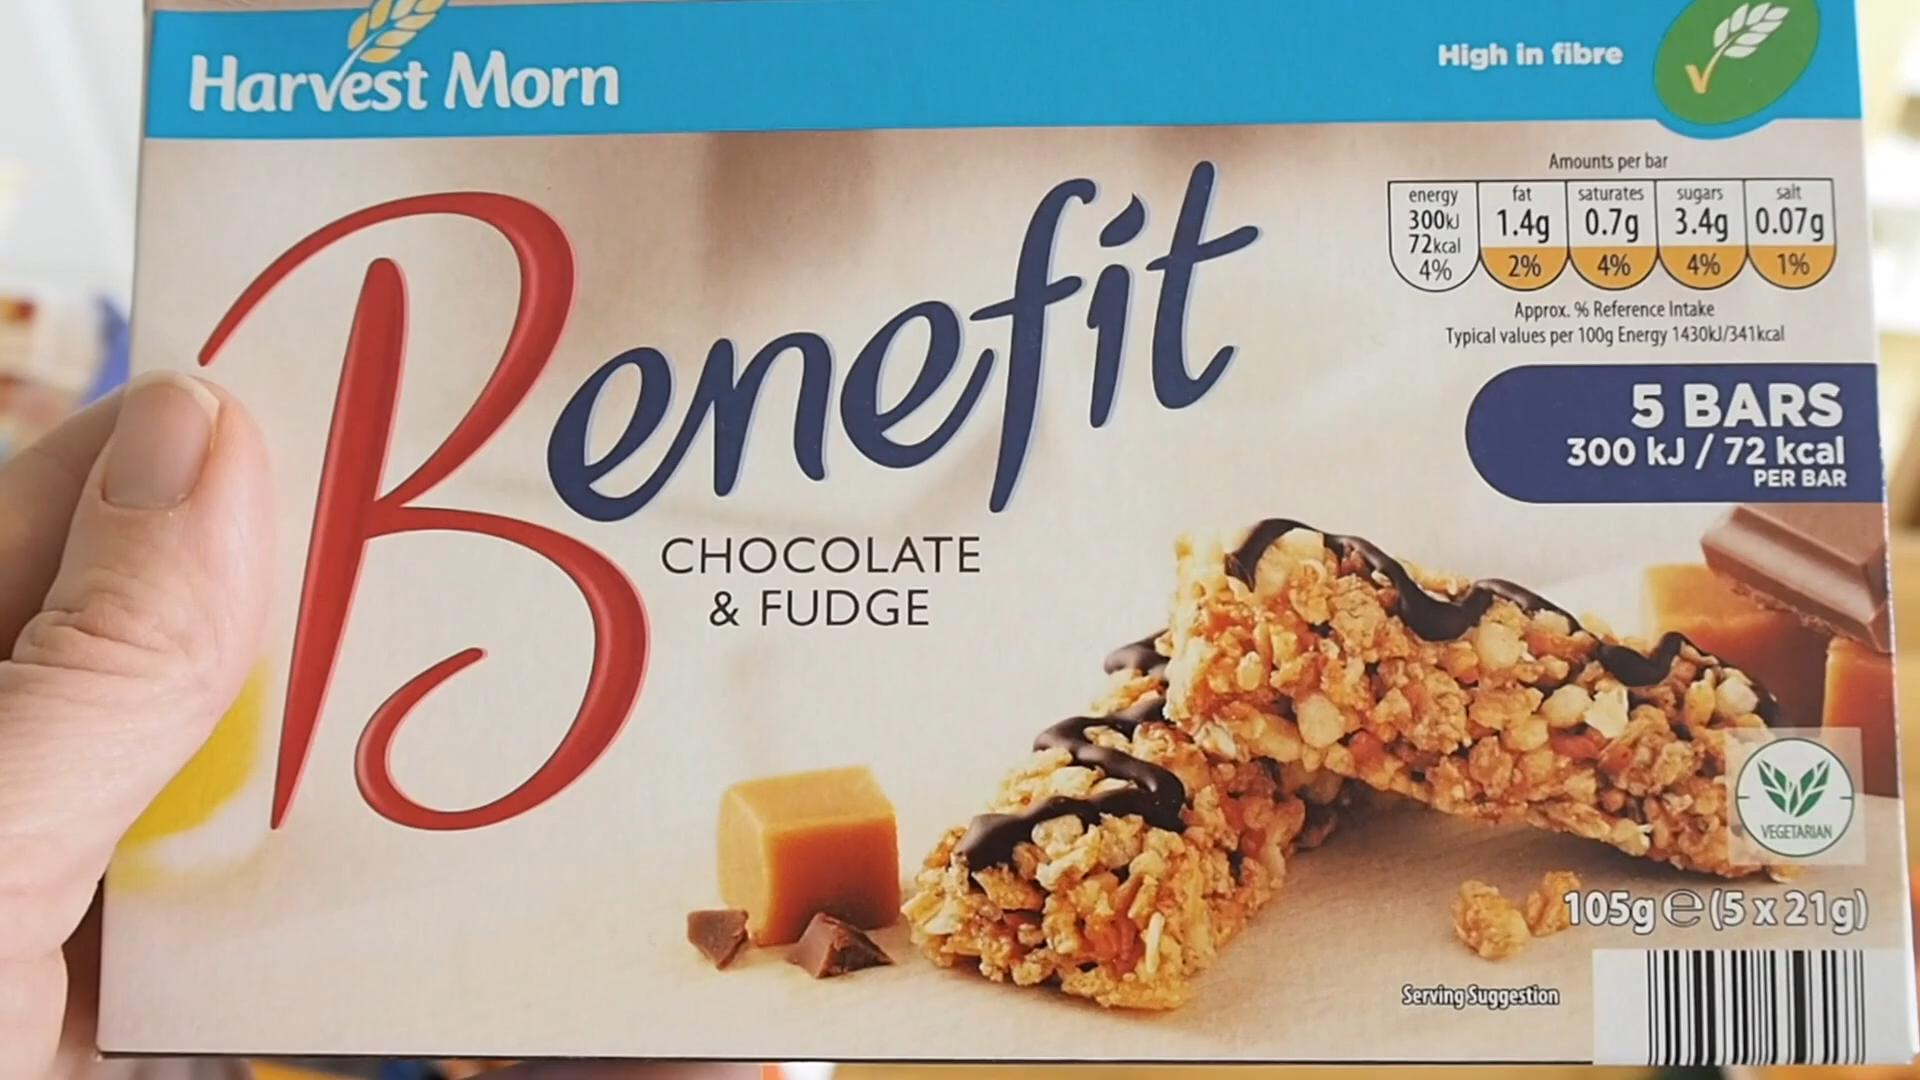 Harvest Morn
High in fibre
Benefit
CHOCOLATE
& FUDGE
Amounts per bar
energy fat saturates sugars salt
300kJ 1.4g 0.7g 3.4g 0.07g
72kcal
4% 2% 4% 4% 1%
Approx. % Reference Intake
Typical values per 100g Energy 1430kJ/341kcal
5 BARS
300 kJ / 72 kcal
PER BAR
VEGETARIAN
105g ℮ (5 x 21g)
Serving Suggestion